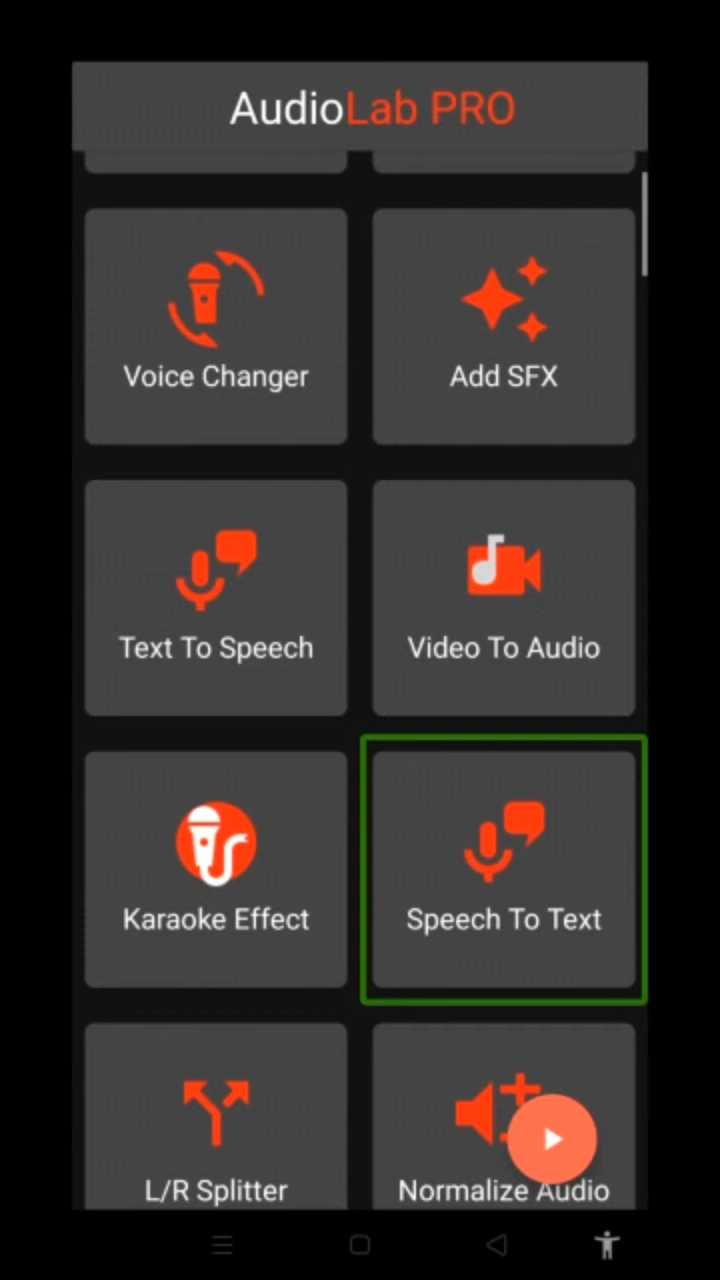 AudioLab PRO
Voice Changer
Add SFX
Text To Speech
Video To Audio
Karaoke Effect
Speech To Text
L/R Splitter
Normalize Audio